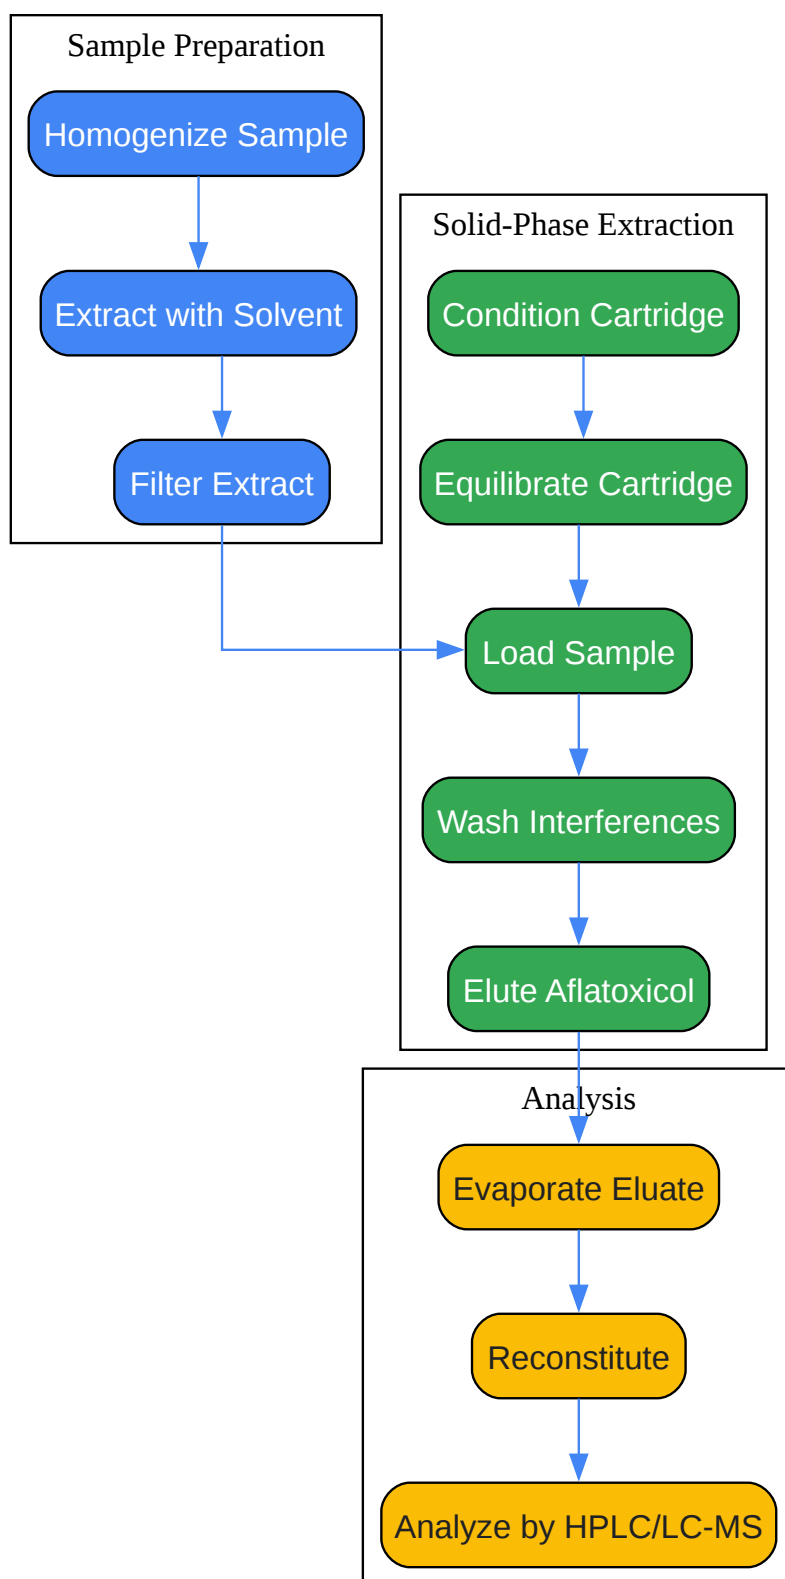 Sample Preparation
Homogenize Sample
Extract with Solvent
Filter Extract
Solid-Phase Extraction
Condition Cartridge
Equilibrate Cartridge
Load Sample
Wash Interferences
Elute Aflatoxicol
Analysis
Evaporate Eluate
Reconstitute
Analyze by HPLC/LC-MS